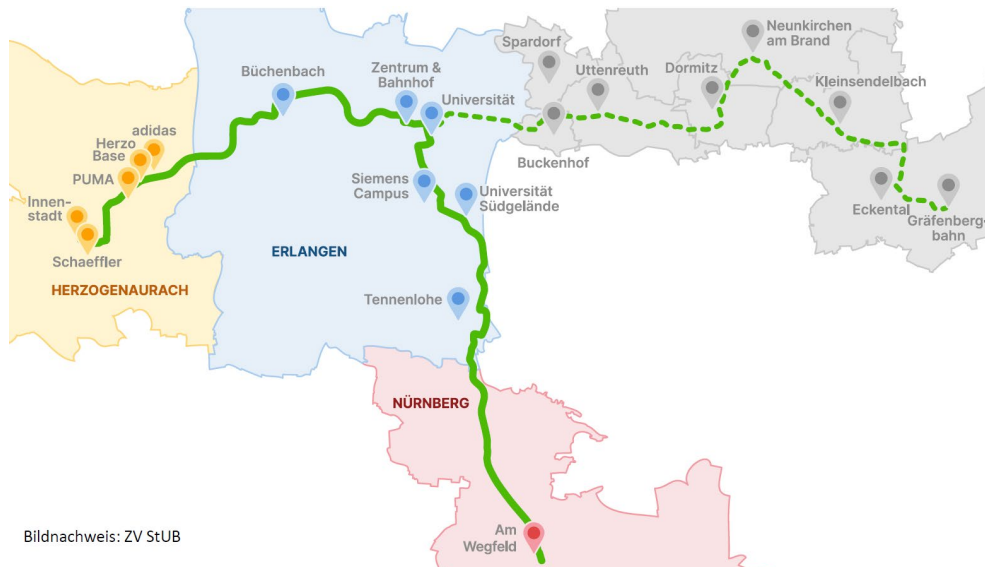 Neunkirchen
am Brand
Spardorf
Zentrum &
Bahnhof
Büchenbach
Uttenreuth
Dormitz
Kleinsendelbach
Universität
adidas
Herzo
Base
PUMA
Buckenhof
Siemens
Campus
Universität
Südgelände
Innen-
stadt
Eckental
Gräfenberg-
bahn
Schaeffler
ERLANGEN
HERZOGENAURACH
Tennenlohe
NÜRNBERG
Am
Wegfeld
Bildnachweis: ZV StUB